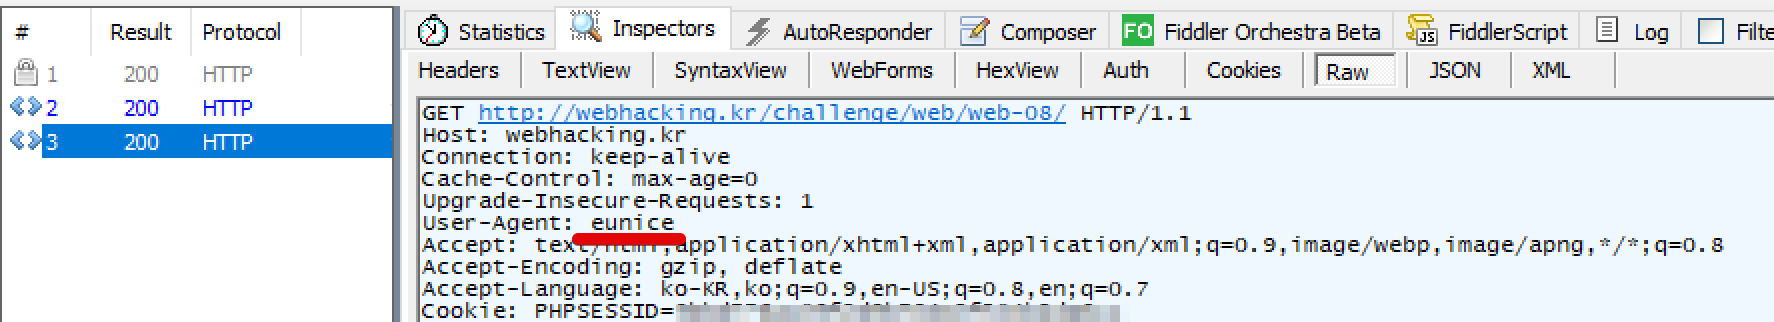 # Result Protocol
1 200 HTTP
2 200 HTTP
3 200 HTTP
Statistics Inspectors AutoResponder Composer FO Fiddler Orchestra Beta FiddlerScript Log Filte
Headers TextView SyntaxView WebForms HexView Auth Cookies Raw JSON XML
GET http://webhacking.kr/challenge/web/web-08/ HTTP/1.1
Host: webhacking.kr
Connection: keep-alive
Cache-Control: max-age=0
Upgrade-Insecure-Requests: 1
User-Agent: eunice
Accept: text/html,application/xhtml+xml,application/xml;q=0.9,image/webp,image/apng,*/*;q=0.8
Accept-Encoding: gzip, deflate
Accept-Language: ko-KR,ko;q=0.9,en-US;q=0.8,en;q=0.7
Cookie: PHPSESSID=